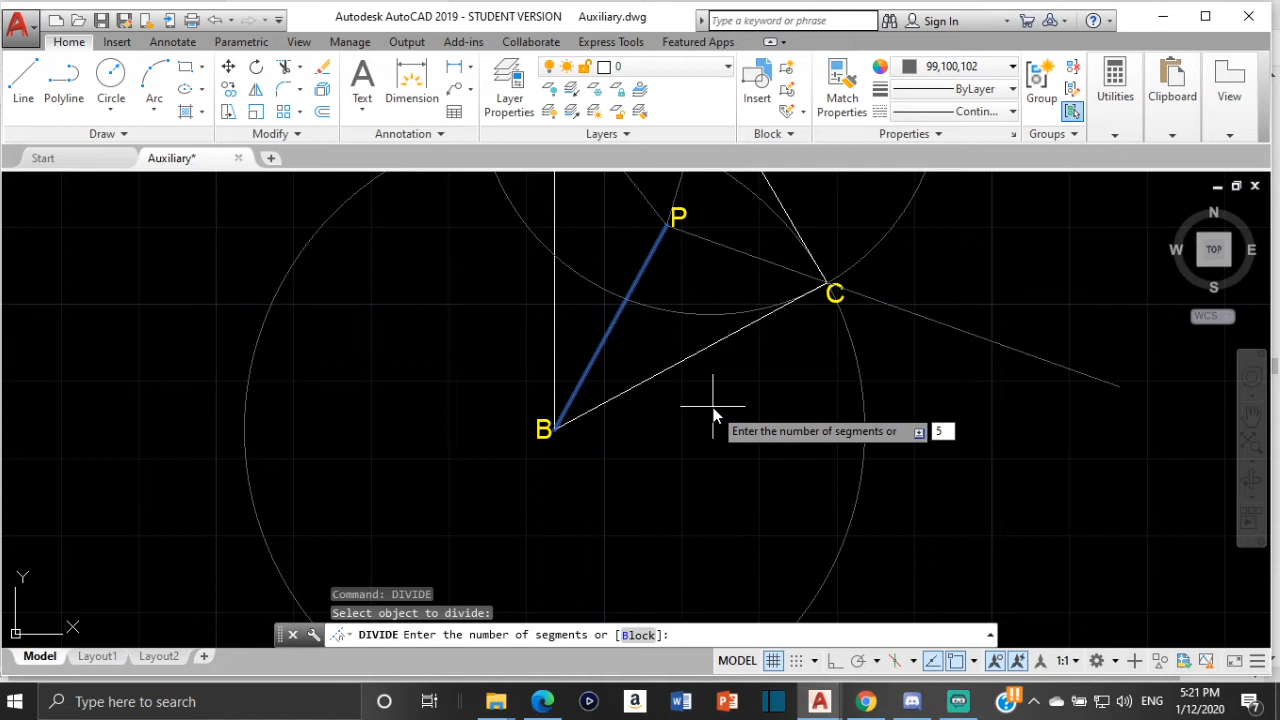 Autodesk AutoCAD 2019 - STUDENT VERSION Auxiliary.dwg
Type a keyword or phrase
Sign In
Home Insert Annotate Parametric View Manage Output Add-ins Collaborate Express Tools Featured Apps
Line Polyline Circle Arc
Text Dimension
Layer Properties
0
Insert
Match Properties
99,100,102
ByLayer
Contin...
Group
Utilities
Clipboard
View
Draw Modify Annotation Layers Block Properties Groups
Start Auxiliary*
P
C
B
N
W TOP E
S
WCS
Enter the number of segments or 5
Y
X
Command: DIVIDE
Select object to divide:
DIVIDE Enter the number of segments or [Block]:
Model Layout1 Layout2
MODEL
1:1
Type here to search
ENG
5:21 PM
1/12/2020
7